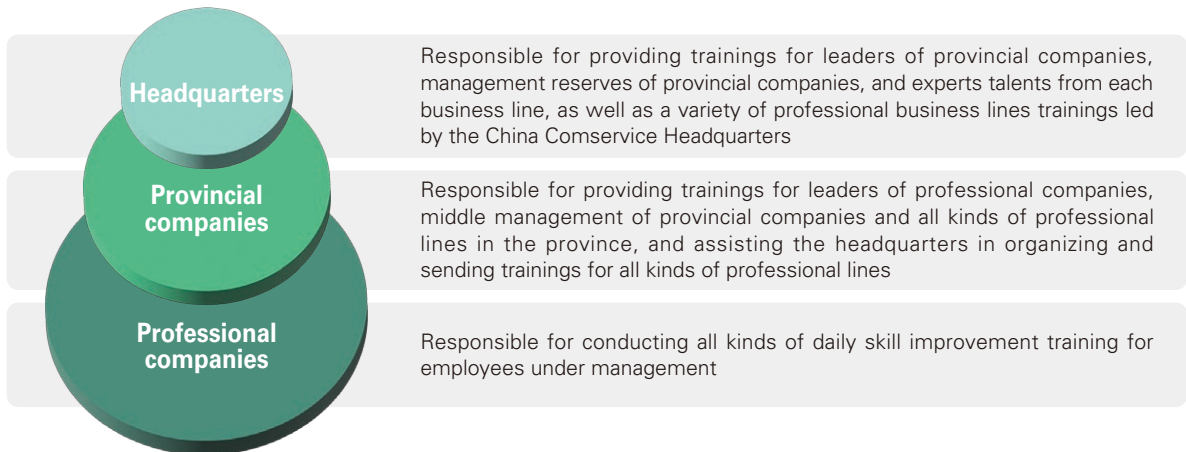 Headquarters
Responsible for providing trainings for leaders of provincial companies,
management reserves of provincial companies, and experts talents from each
business line, as well as a variety of professional business lines trainings led
by the China Comservice Headquarters
Provincial
companies
Responsible for providing trainings for leaders of professional companies,
middle management of provincial companies and all kinds of professional
lines in the province, and assisting the headquarters in organizing and
sending trainings for all kinds of professional lines
Professional
companies
Responsible for conducting all kinds of daily skill improvement training for
employees under management